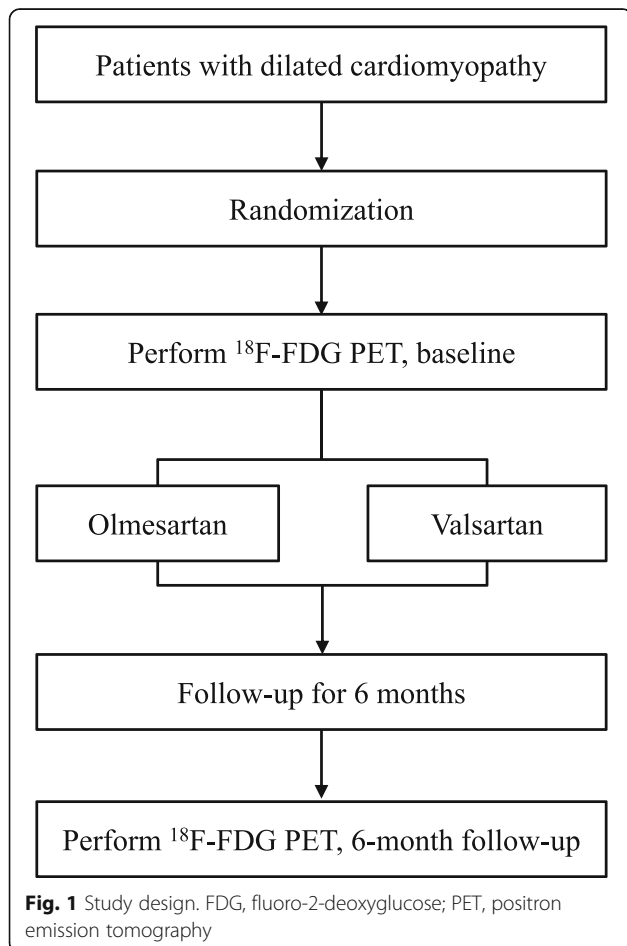 Patients with dilated cardiomyopathy
Randomization
Perform ¹⁸F-FDG PET, baseline
Olmesartan
Valsartan
Follow-up for 6 months
Perform ¹⁸F-FDG PET, 6-month follow-up
Fig. 1 Study design. FDG, fluoro-2-deoxyglucose; PET, positron
emission tomography